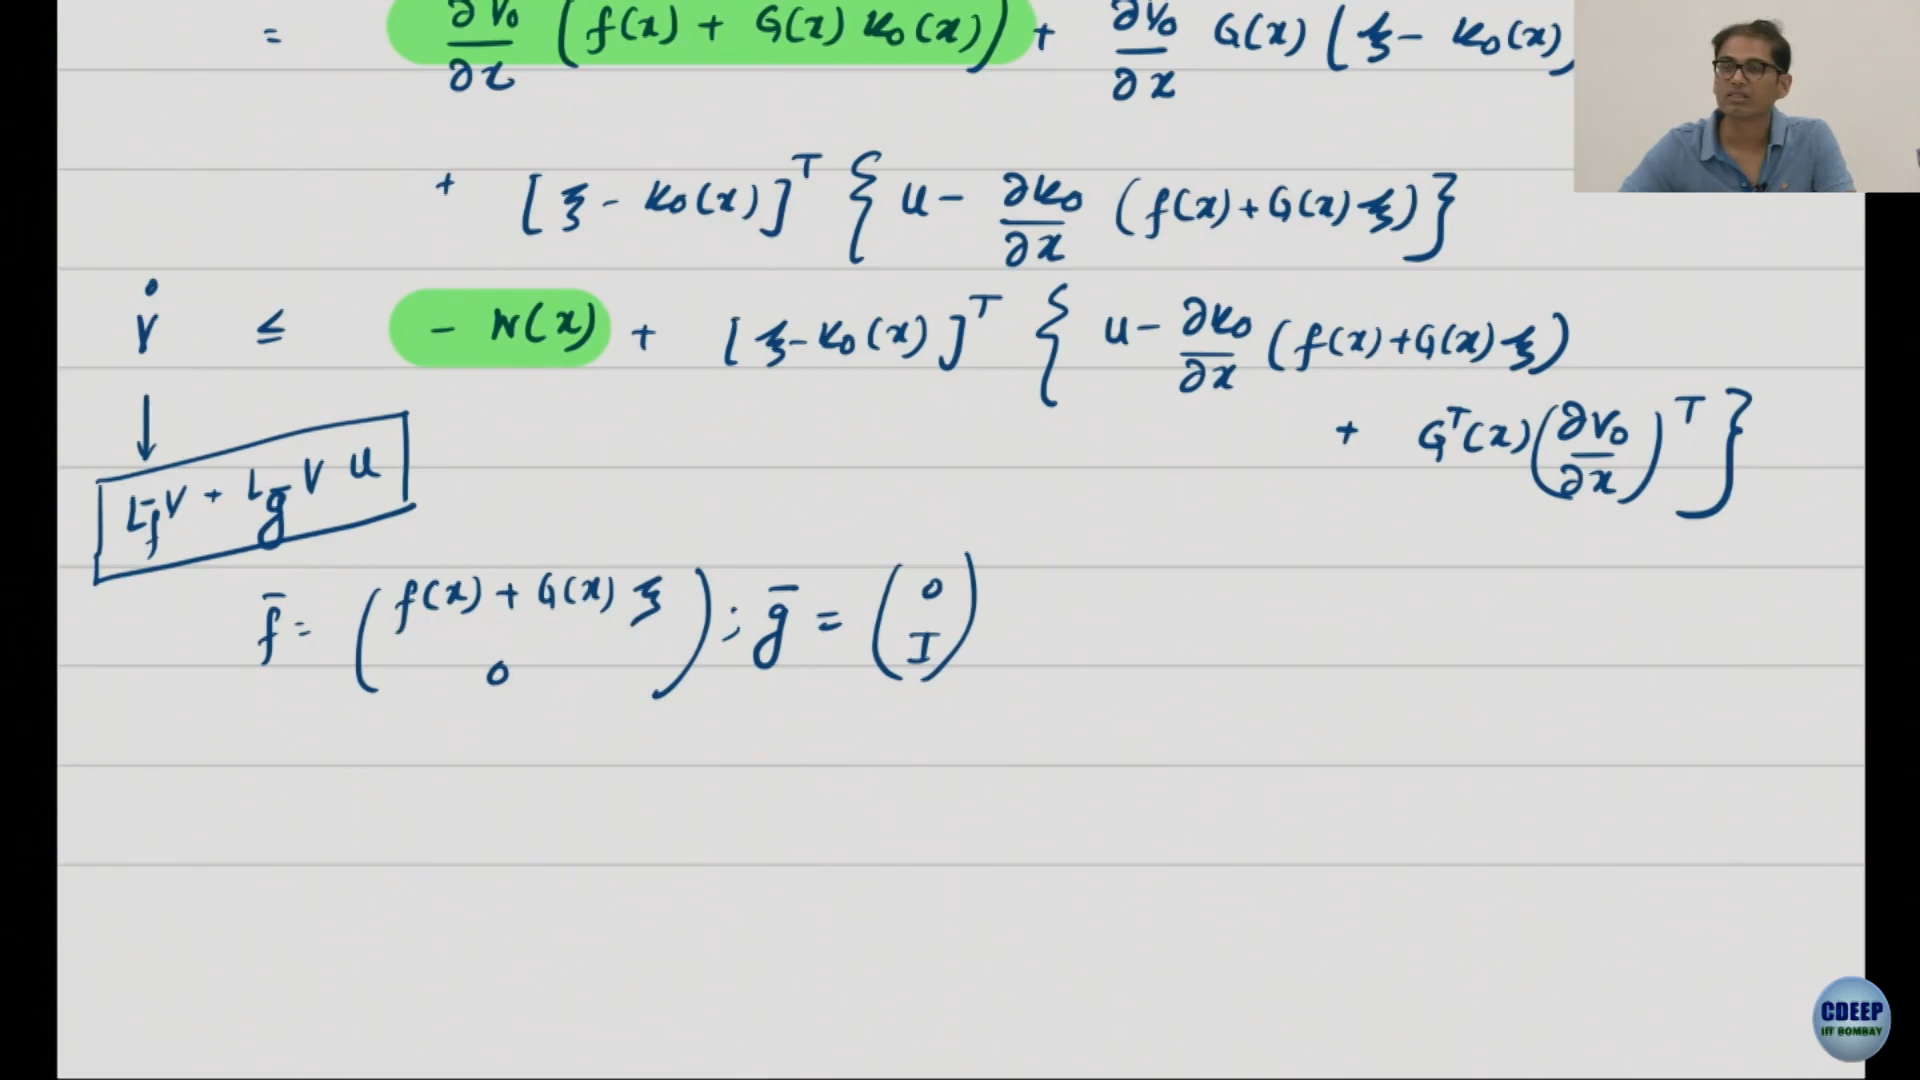 = ∂V₀/∂x (f(x) + G(x) k₀(x)) + ∂V₀/∂x G(x) (ξ - k₀(x)
+ [ξ - k₀(x)]ᵀ { u - ∂k₀/∂x (f(x) + G(x) ξ) }
V̇ ≤ - W(x) + [ξ - k₀(x)]ᵀ { u - ∂k₀/∂x (f(x) + G(x) ξ)
+ Gᵀ(x) (∂V₀/∂x)ᵀ }
↓
L_f̄ V + L_ḡ V u
f̄ = ( f(x) + G(x) ξ
0 ) ; ḡ = ( 0
I )
CDEEP
IIT BOMBAY